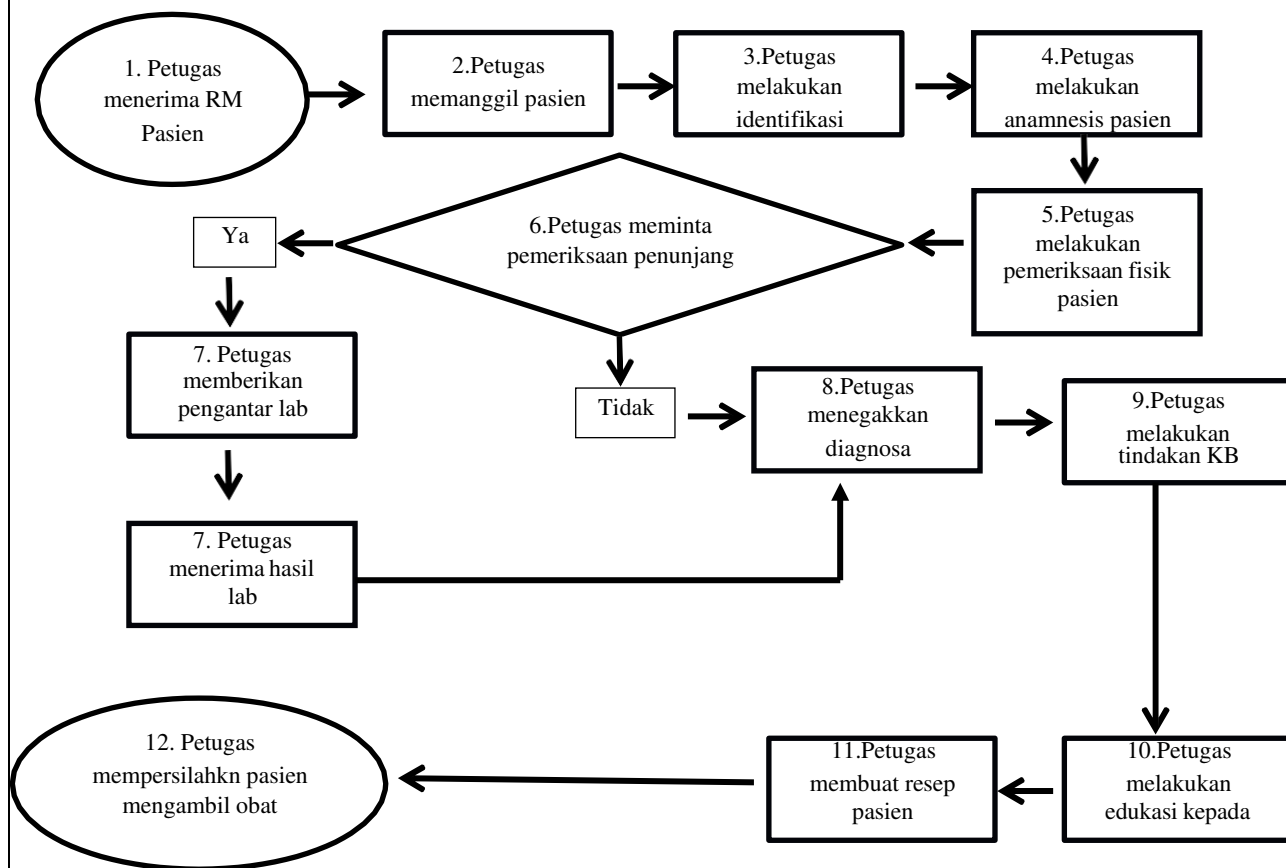 1. Petugas
menerima RM
Pasien
2.Petugas
memanggil pasien
3.Petugas
melakukan
identifikasi
4.Petugas
melakukan
anamnesis pasien
5.Petugas
melakukan
pemeriksaan fisik
pasien
6.Petugas meminta
pemeriksaan penunjang
Ya
7. Petugas
memberikan
pengantar lab
7. Petugas
menerima hasil
lab
Tidak
8.Petugas
menegakkan
diagnosa
9.Petugas
melakukan
tindakan KB
10.Petugas
melakukan
edukasi kepada
11.Petugas
membuat resep
pasien
12. Petugas
mempersilahkn pasien
mengambil obat